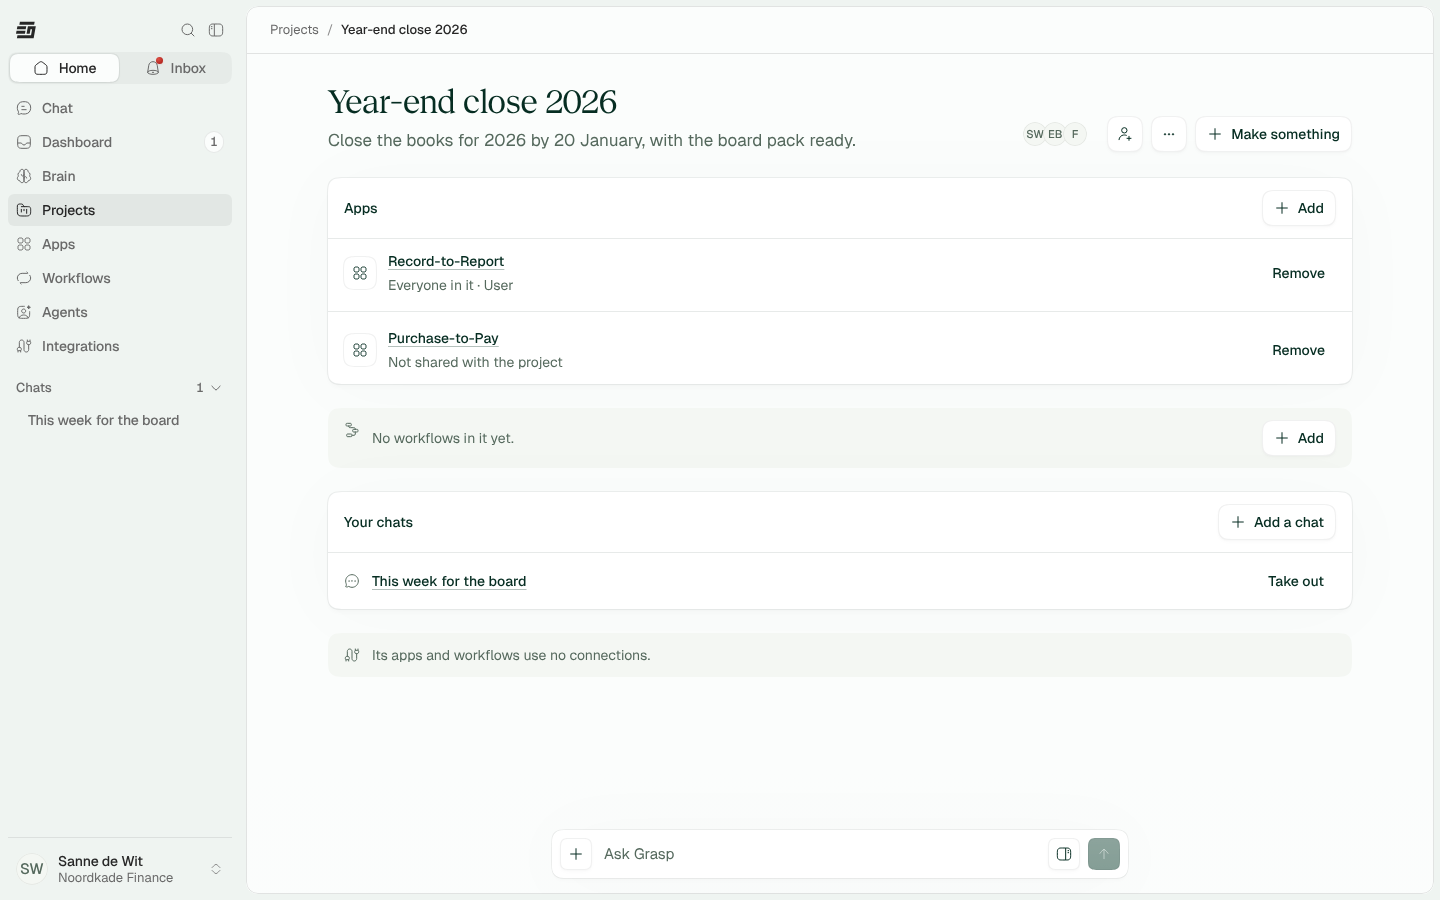 Projects / Year-end close 2026
Home
Inbox
Chat
Dashboard 1
Brain
Projects
Apps
Workflows
Agents
Integrations
Chats 1
This week for the board
Sanne de Wit
SW
Noordkade Finance
Year-end close 2026
Close the books for 2026 by 20 January, with the board pack ready.
SW EB F
Make something
Apps
Add
Record-to-Report
Everyone in it · User
Remove
Purchase-to-Pay
Not shared with the project
Remove
No workflows in it yet.
Add
Your chats
Add a chat
This week for the board
Take out
Its apps and workflows use no connections.
Ask Grasp